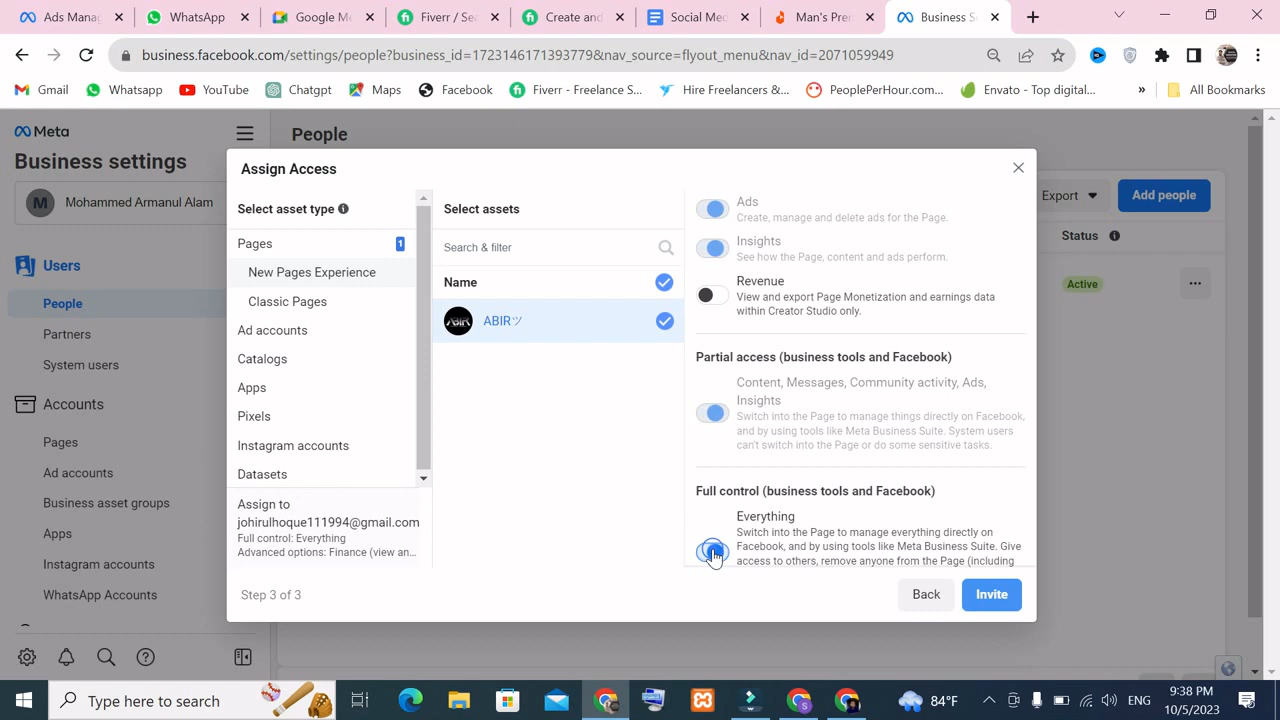 Ads Mana
WhatsApp
Google M
Fiverr / Se
Create and
Social Me
Man's Pre
Business S
business.facebook.com/settings/people?business_id=1723146171393779&nav_source=flyout_menu&nav_id=2071059949
Gmail
Whatsapp
YouTube
Chatgpt
Maps
Facebook
Fiverr - Freelance S...
Hire Freelancers &...
PeoplePerHour.com...
Envato - Top digital...
»
All Bookmarks
Meta
Business settings
M
Mohammed Armanul Alam
Users
People
Partners
System users
Accounts
Pages
Ad accounts
Business asset groups
Apps
Instagram accounts
WhatsApp Accounts
People
Export
Add people
Status
Active
Assign Access
Select asset type
Pages
1
New Pages Experience
Classic Pages
Ad accounts
Catalogs
Apps
Pixels
Instagram accounts
Datasets
Assign to
johirulhoque111994@gmail.com
Full control: Everything
Advanced options: Finance (view an...
Select assets
Search & filter
Name
ABIR
ABIRツ
Ads
Create, manage and delete ads for the Page.
Insights
See how the Page, content and ads perform.
Revenue
View and export Page Monetization and earnings data
within Creator Studio only.
Partial access (business tools and Facebook)
Content, Messages, Community activity, Ads,
Insights
Switch into the Page to manage things directly on Facebook,
and by using tools like Meta Business Suite. System users
can't switch into the Page or do some sensitive tasks.
Full control (business tools and Facebook)
Everything
Switch into the Page to manage everything directly on
Facebook, and by using tools like Meta Business Suite. Give
access to others, remove anyone from the Page (including
Step 3 of 3
Back
Invite
Type here to search
84°F
ENG
9:38 PM
10/5/2023